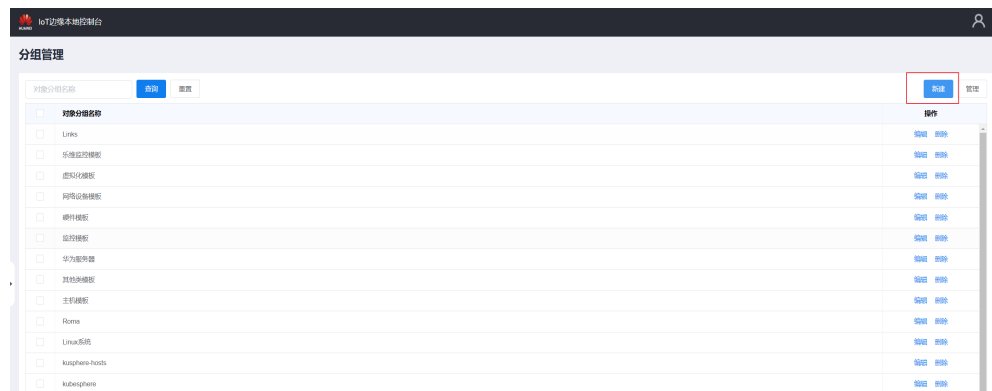 HUAWEI IoT边缘本地控制台
分组管理
对象分组名称 查询 重置 新建 管理
对象分组名称 操作
Links 编辑 删除
乐维监控模板 编辑 删除
虚拟化模板 编辑 删除
网络设备模板 编辑 删除
硬件模板 编辑 删除
监控模板 编辑 删除
华为服务器 编辑 删除
其他类模板 编辑 删除
主机模板 编辑 删除
Roma 编辑 删除
Linux系统 编辑 删除
kusphere-hosts 编辑 删除
kubesphere 编辑 删除